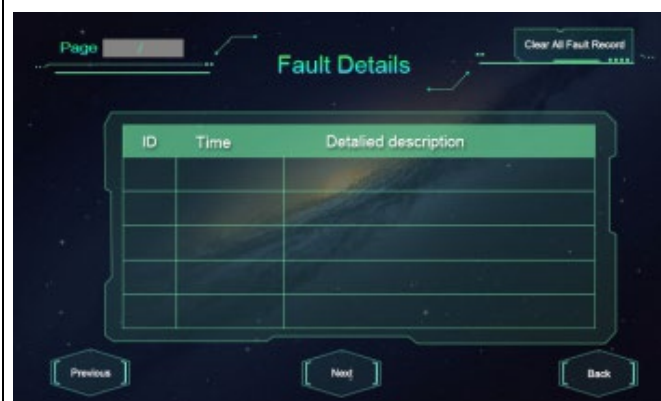 Page /
Fault Details
Clear All Fault Record
ID Time Detalied description
Previous Next Back